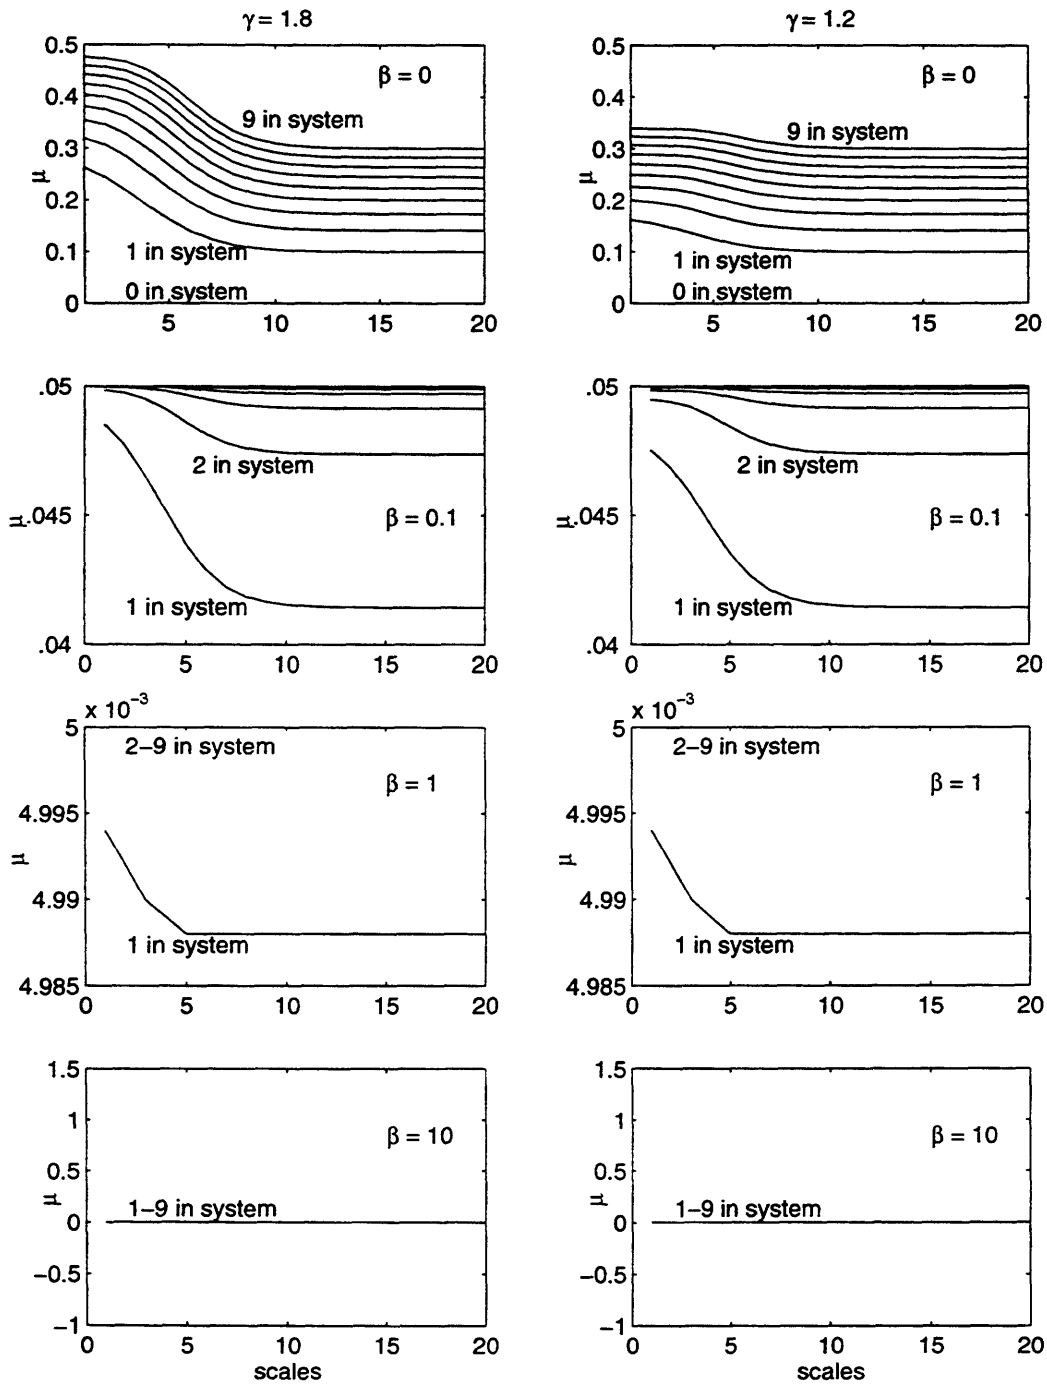 γ = 1.8
0.5
0.4
0.3
0.2
0.1
0
μ
β = 0
9 in system
1 in system
0 in system
5 10 15 20
γ = 1.2
0.5
0.4
0.3
0.2
0.1
0
μ
β = 0
9 in system
1 in system
0 in system
5 10 15 20
.05
.045
.04
μ
2 in system
β = 0.1
1 in system
0 5 10 15 20
.05
.045
.04
μ
2 in system
β = 0.1
1 in system
0 5 10 15 20
x 10⁻³
5
4.995
4.99
4.985
μ
2–9 in system
β = 1
1 in system
0 5 10 15 20
x 10⁻³
5
4.995
4.99
4.985
μ
2–9 in system
β = 1
1 in system
0 5 10 15 20
1.5
1
0.5
0
−0.5
−1
μ
β = 10
1–9 in system
0 5 10 15 20
scales
1.5
1
0.5
0
−0.5
−1
μ
β = 10
1–9 in system
0 5 10 15 20
scales